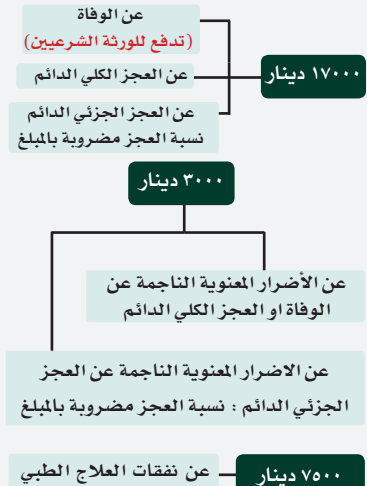 عن الوفاة
(تدفع للورثة الشرعيين)
١٧٠٠٠ دينار
عن العجز الكلي الدائم
عن العجز الجزئي الدائم
نسبة العجز مضروبة بالمبلغ
٣٠٠٠ دينار
عن الأضرار المعنوية الناجمة عن
الوفاة او العجز الكلي الدائم
عن الاضرار المعنوية الناجمة عن العجز
الجزئي الدائم : نسبة العجز مضروبة بالمبلغ
٧٥٠٠ دينار
عن نفقات العلاج الطبي